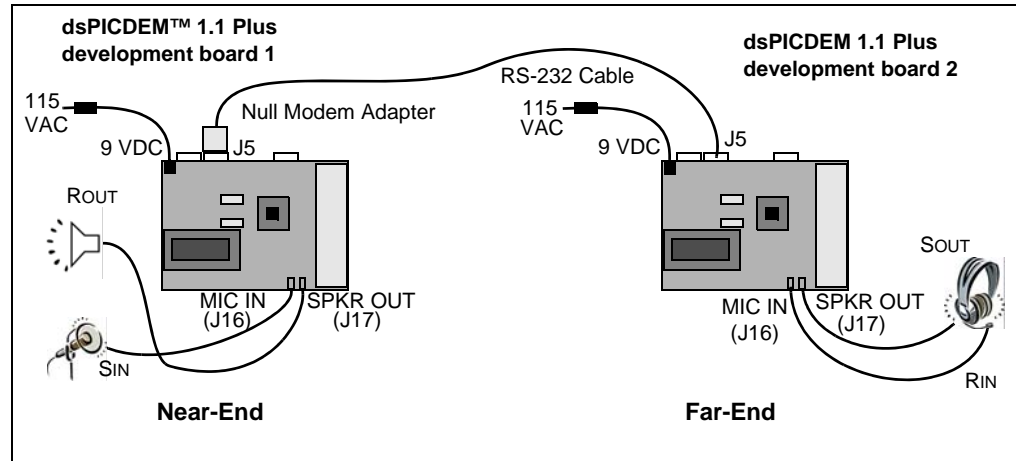 dsPICDEM™ 1.1 Plus
development board 1
dsPICDEM 1.1 Plus
development board 2
RS-232 Cable
115
VAC
Null Modem Adapter
9 VDC
J5
115
VAC
9 VDC
J5
ROUT
SOUT
MIC IN
(J16)
SPKR OUT
(J17)
SIN
MIC IN
(J16)
SPKR OUT
(J17)
RIN
Near-End
Far-End